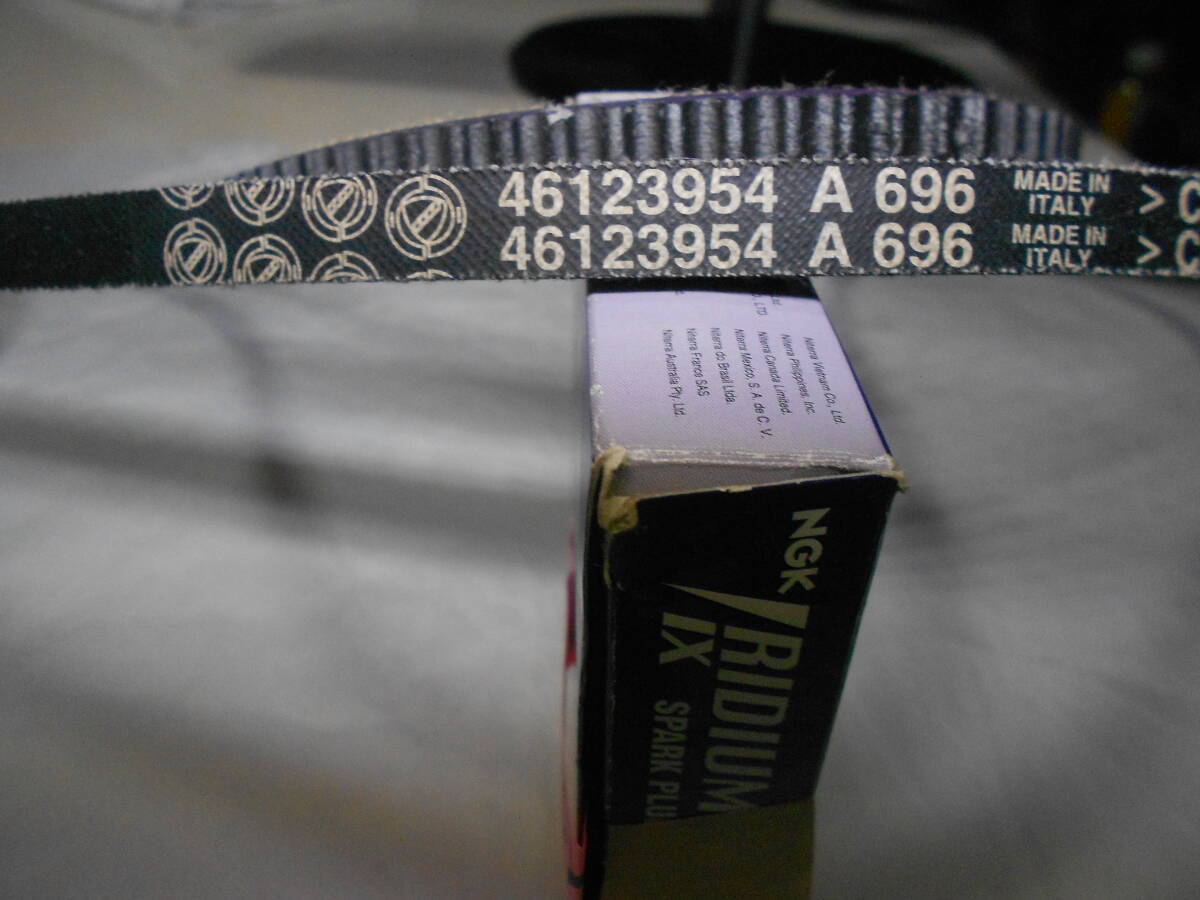 46123954 A 696 MADE IN ITALY >
46123954 A 696 MADE IN ITALY >
Ltd.
LTD.
Niterra Vietnam Co., Ltd.
Niterra Philippines, Inc.
Niterra Canada Limited.
Niterra Mexico, S. A. de C. V.
Niterra do Brasil Ltda.
Niterra France SAS
Niterra Australia Pty. Ltd.
NGK
IRIDIUM
IX
SPARK PLU